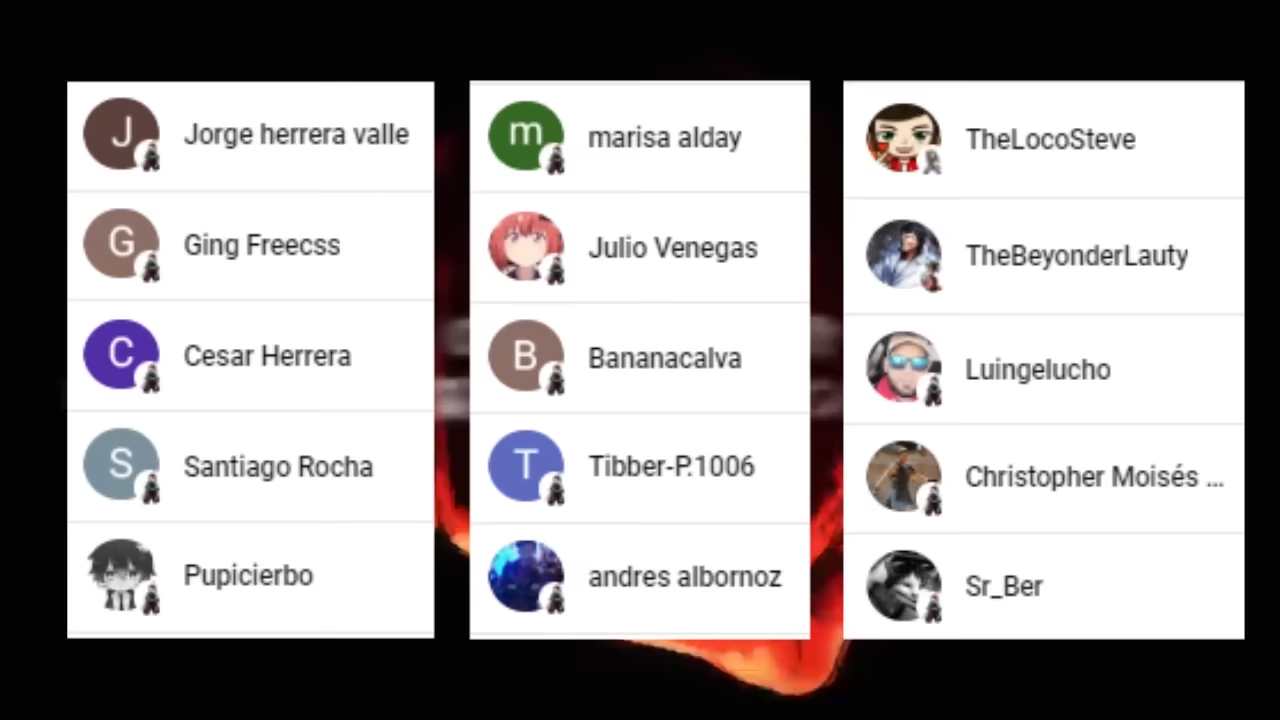 J
Jorge herrera valle
G
Ging Freecss
C
Cesar Herrera
S
Santiago Rocha
Pupicierbo
m
marisa alday
Julio Venegas
B
Bananacalva
T
Tibber-P.1006
andres albornoz
TheLocoSteve
TheBeyonderLauty
Luingelucho
Christopher Moisés ...
Sr_Ber